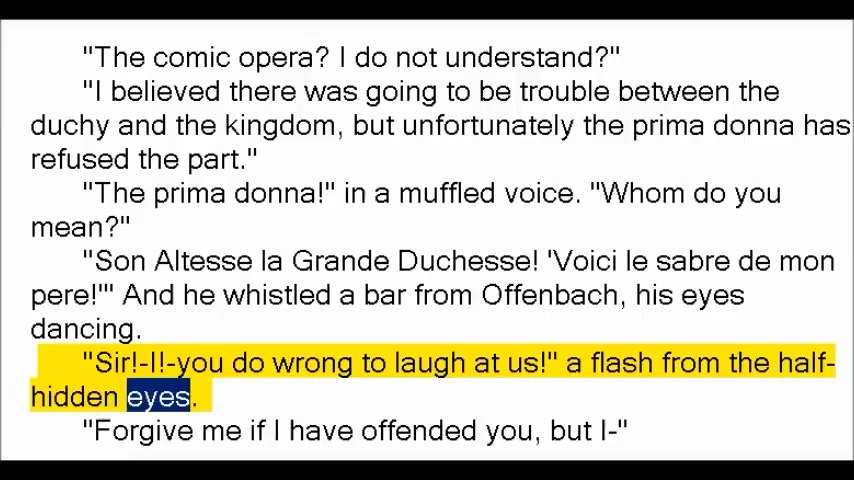 "The comic opera? I do not understand?"
"I believed there was going to be trouble between the
duchy and the kingdom, but unfortunately the prima donna has
refused the part."
"The prima donna!" in a muffled voice. "Whom do you
mean?"
"Son Altesse la Grande Duchesse! 'Voici le sabre de mon
pere!'" And he whistled a bar from Offenbach, his eyes
dancing.
"Sir!-I!-you do wrong to laugh at us!" a flash from the half-
hidden eyes.
"Forgive me if I have offended you, but I-"